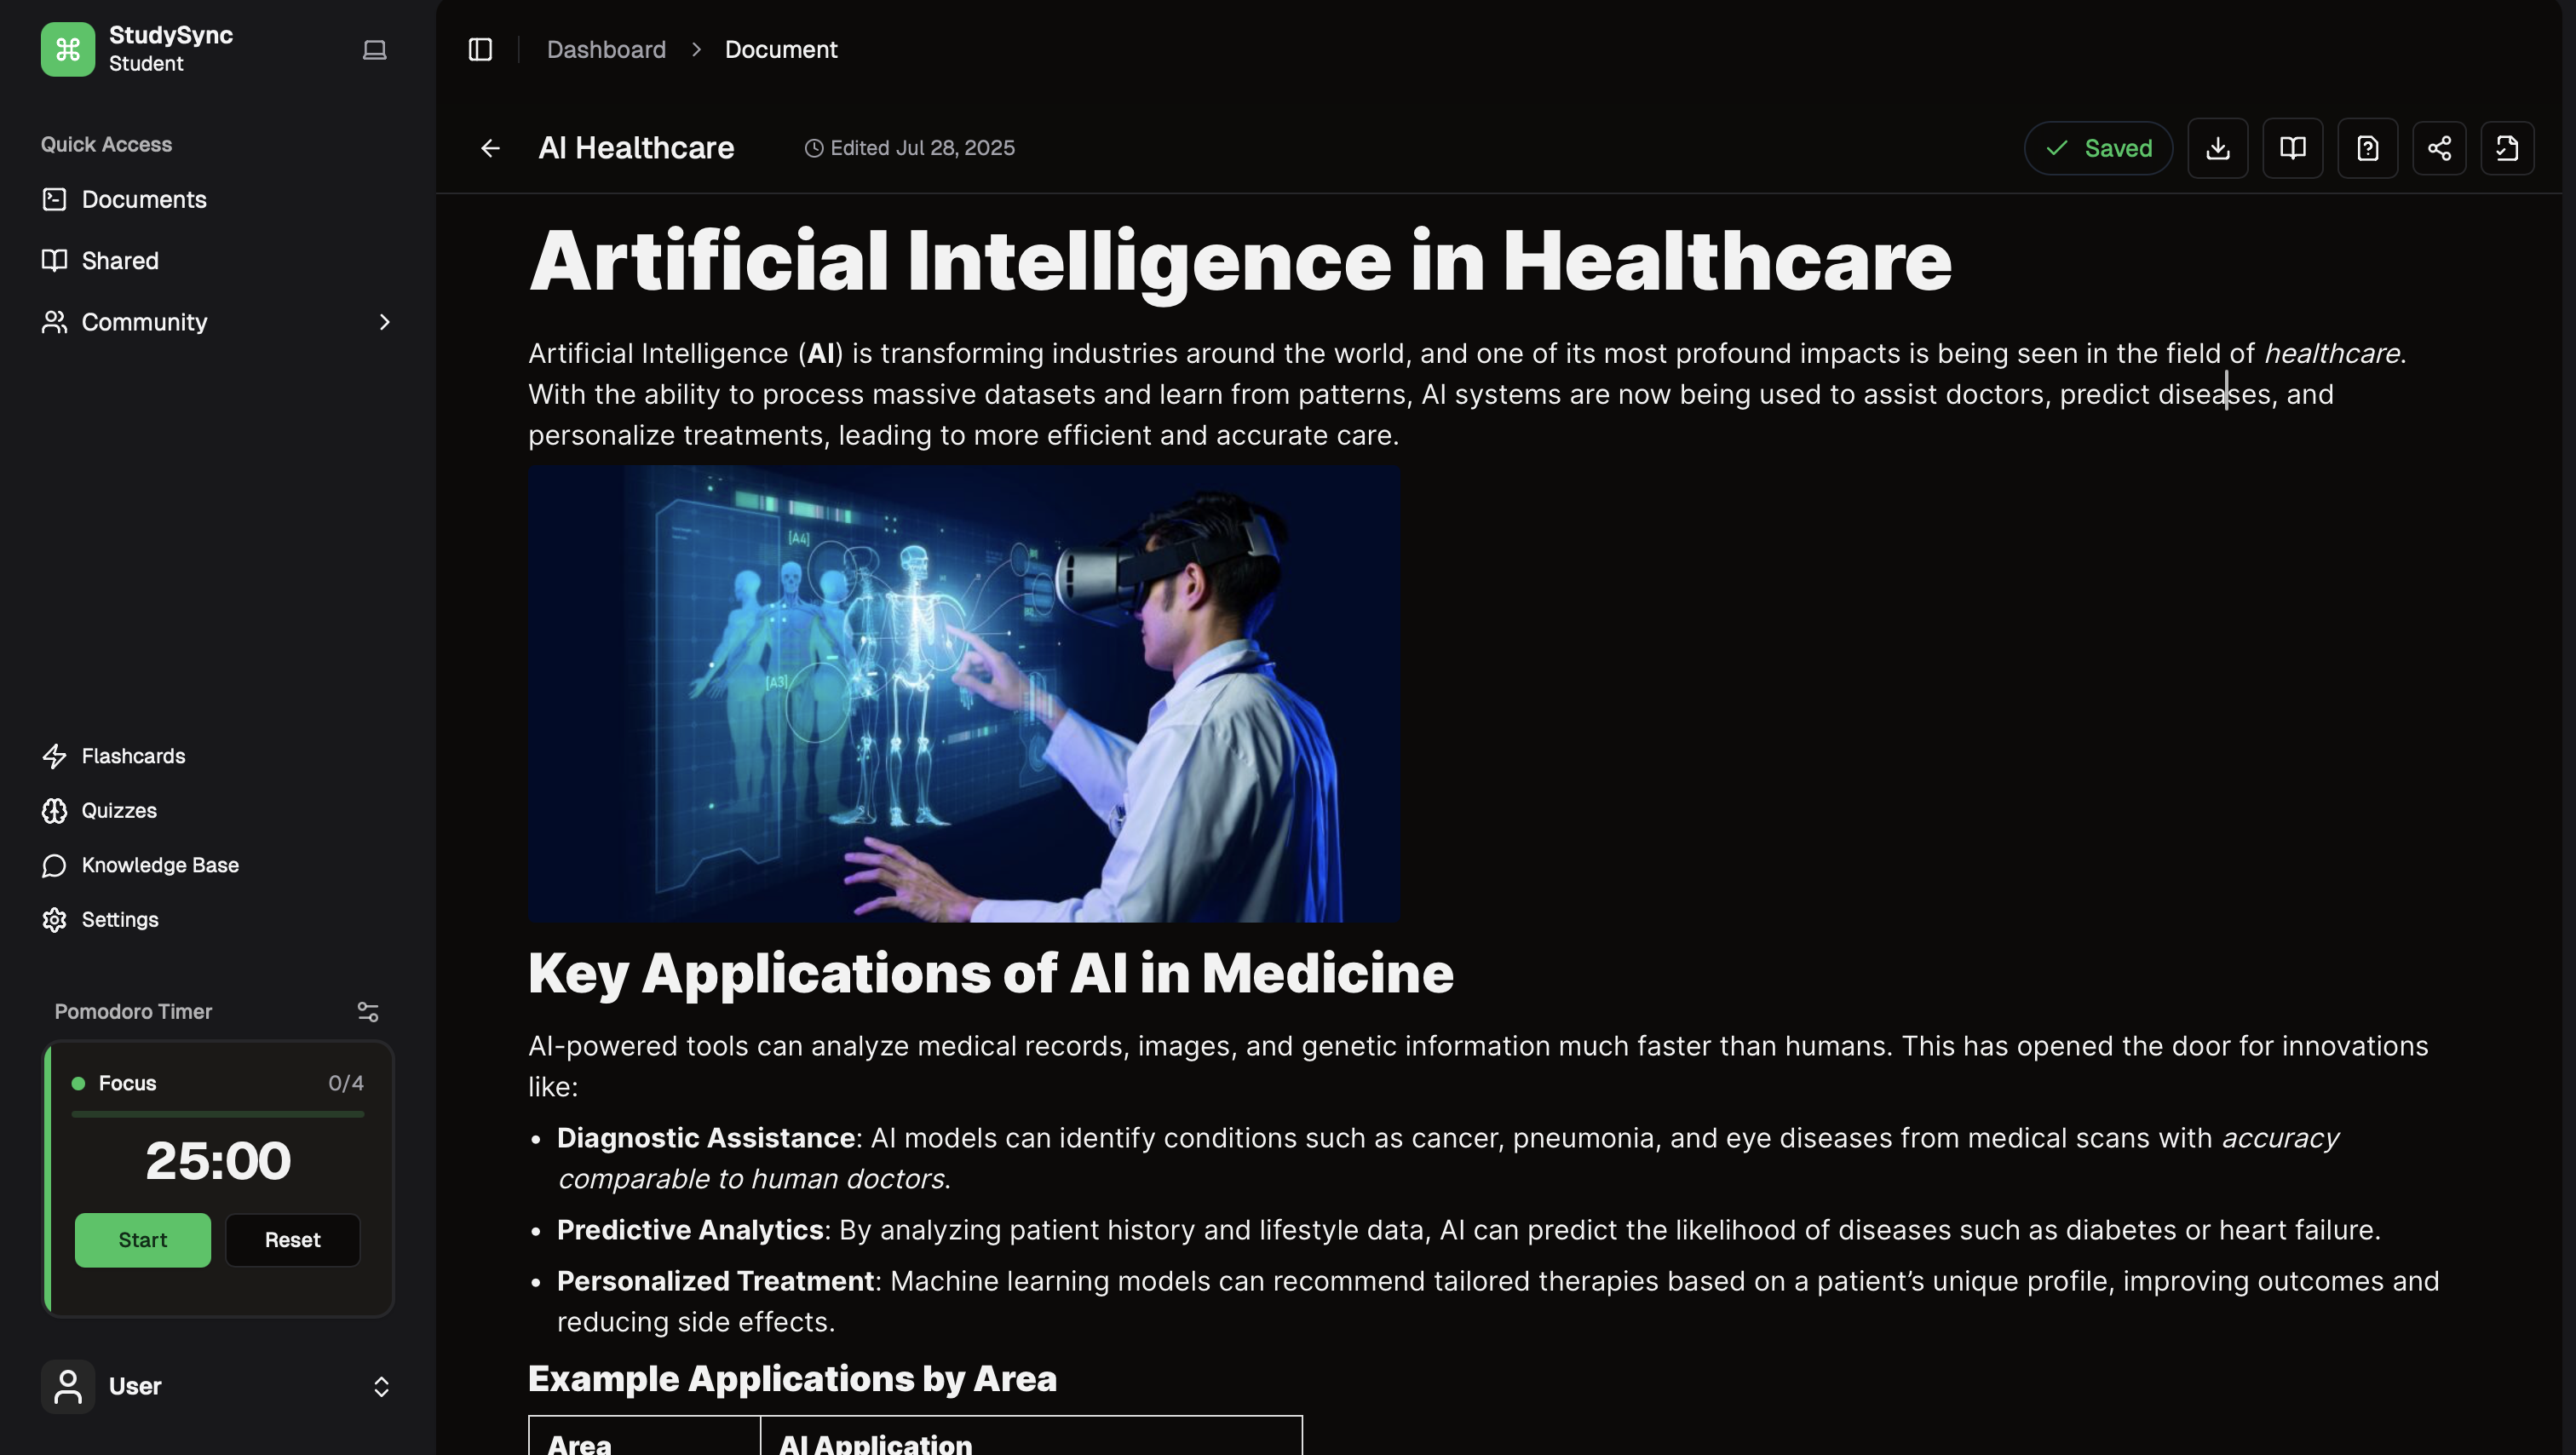 StudySync
Student
Quick Access
Documents
Shared
Community
Flashcards
Quizzes
Knowledge Base
Settings
Pomodoro Timer
Focus
0/4
25:00
Start
Reset
User
Dashboard
Document
AI Healthcare
Edited Jul 28, 2025
Saved
Artificial Intelligence in Healthcare
Artificial Intelligence (AI) is transforming industries around the world, and one of its most profound impacts is being seen in the field of healthcare.
With the ability to process massive datasets and learn from patterns, AI systems are now being used to assist doctors, predict diseases, and
personalize treatments, leading to more efficient and accurate care.
[A4]
[A3]
Key Applications of AI in Medicine
AI-powered tools can analyze medical records, images, and genetic information much faster than humans. This has opened the door for innovations
like:
• Diagnostic Assistance: AI models can identify conditions such as cancer, pneumonia, and eye diseases from medical scans with accuracy
comparable to human doctors.
• Predictive Analytics: By analyzing patient history and lifestyle data, AI can predict the likelihood of diseases such as diabetes or heart failure.
• Personalized Treatment: Machine learning models can recommend tailored therapies based on a patient’s unique profile, improving outcomes and
reducing side effects.
Example Applications by Area
Area
AI Application